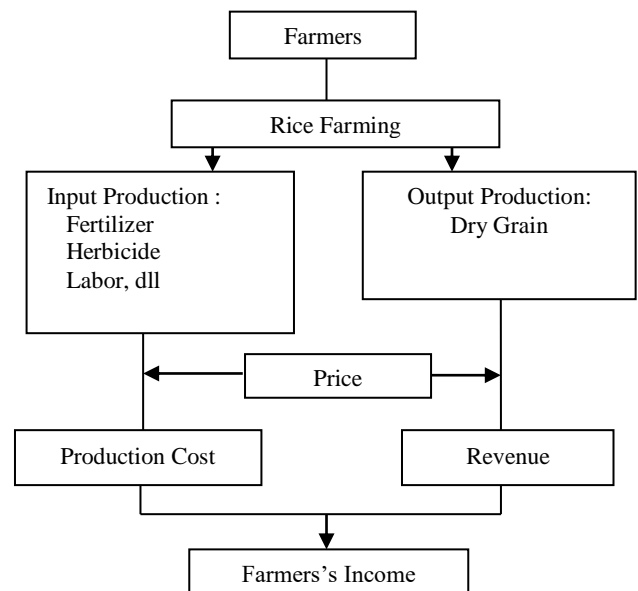 Farmers
Rice Farming
Input Production :
Fertilizer
Herbicide
Labor, dll
Output Production:
Dry Grain
Price
Production Cost
Revenue
Farmers’s Income